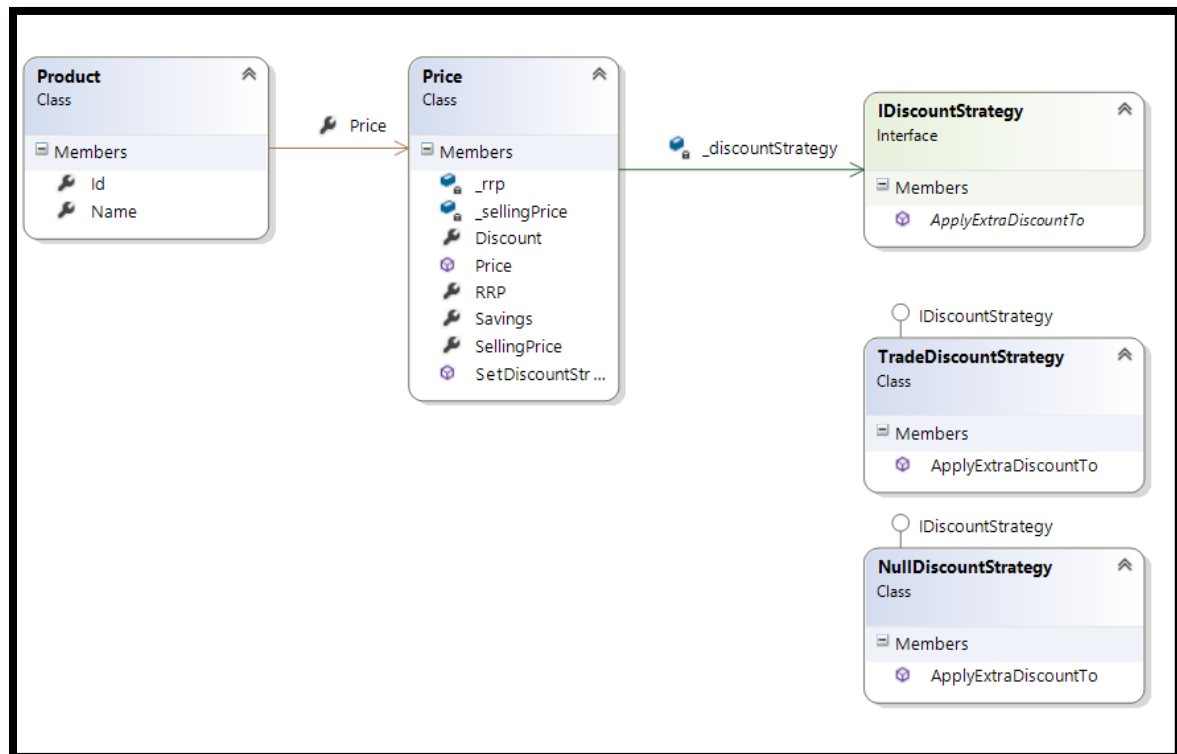 Product
Class
Members
Id
Name
Price
Price
Class
Members
_rrp
_sellingPrice
Discount
Price
RRP
Savings
SellingPrice
SetDiscountStr...
_discountStrategy
IDiscountStrategy
Interface
Members
ApplyExtraDiscountTo
IDiscountStrategy
TradeDiscountStrategy
Class
Members
ApplyExtraDiscountTo
IDiscountStrategy
NullDiscountStrategy
Class
Members
ApplyExtraDiscountTo